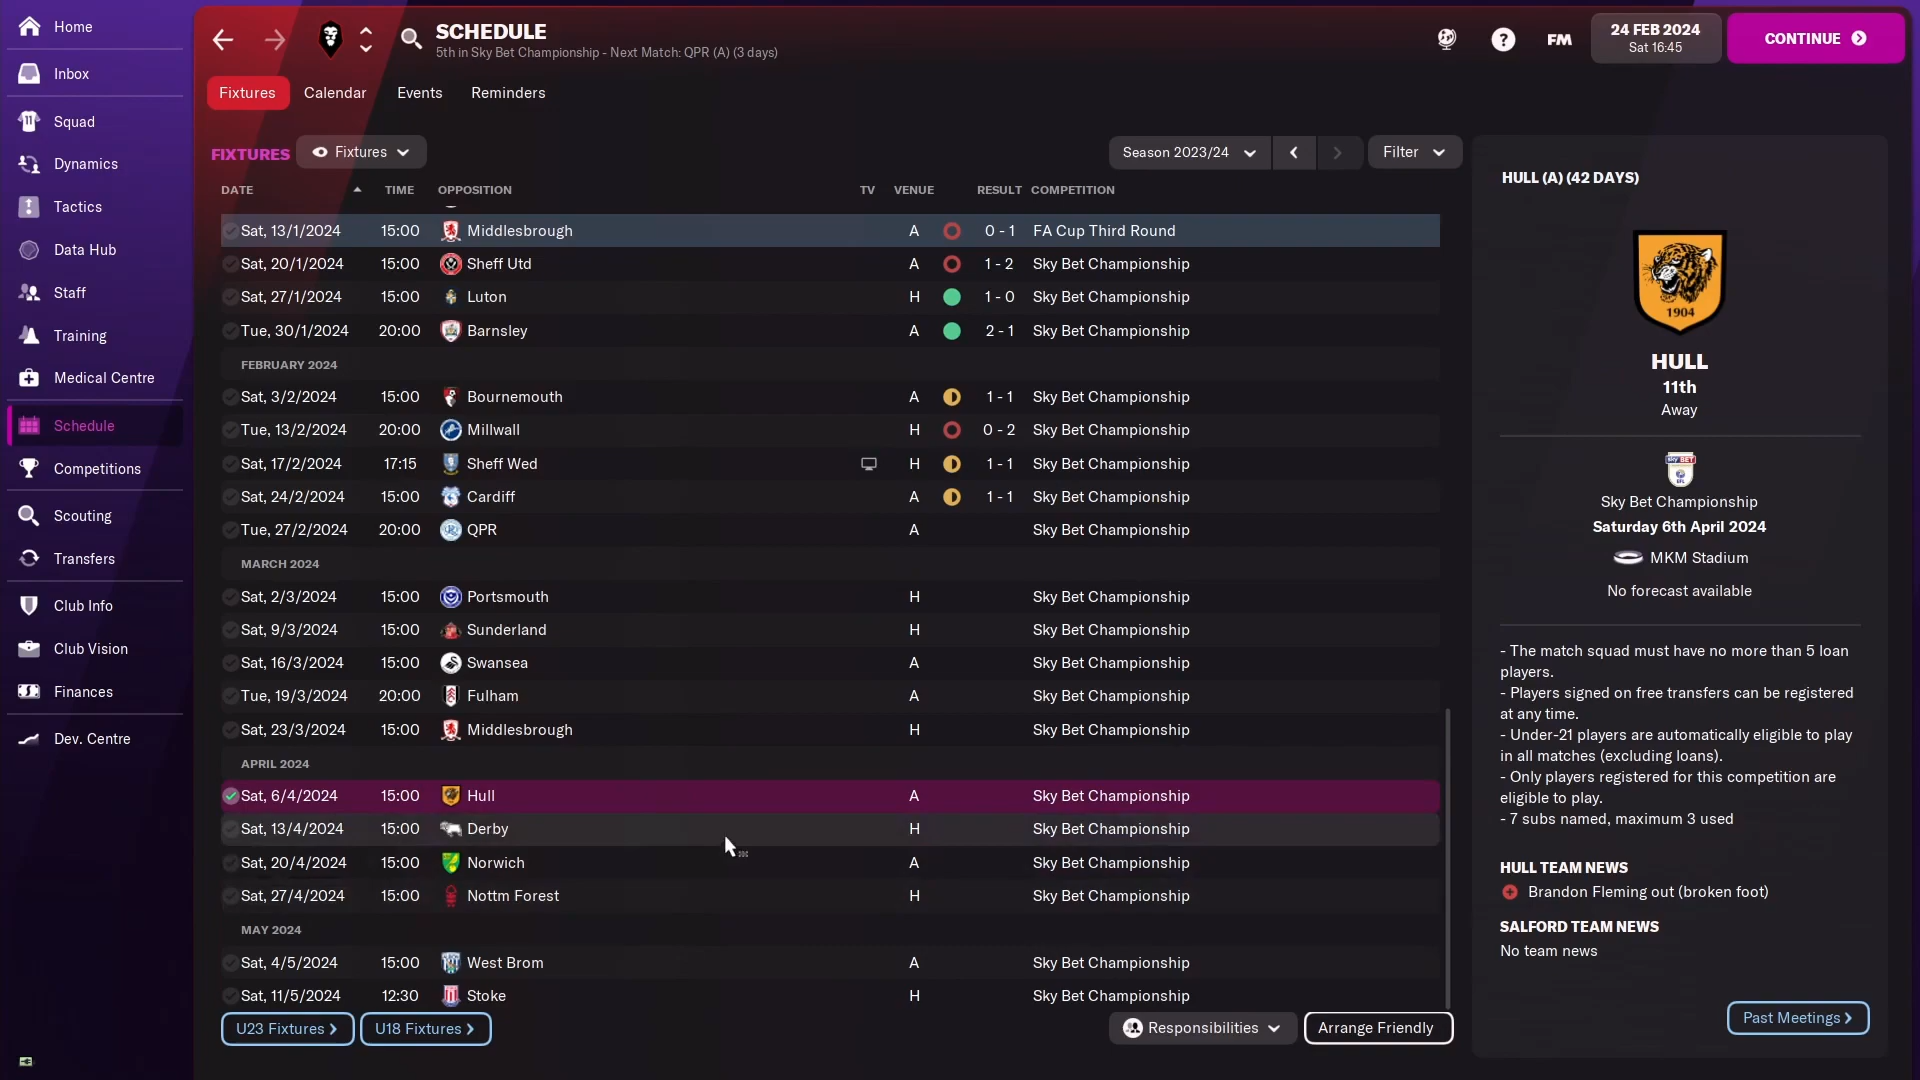 Home
Inbox
Squad
Dynamics
Tactics
Data Hub
Staff
Training
Medical Centre
Schedule
Competitions
Scouting
Transfers
Club Info
Club Vision
Finances
Dev. Centre
SCHEDULE
5th in Sky Bet Championship - Next Match: QPR (A) (3 days)
FM
24 FEB 2024
Sat 16:45
CONTINUE
Fixtures Calendar Events Reminders
FIXTURES Fixtures Season 2023/24 Filter
DATE TIME OPPOSITION TV VENUE RESULT COMPETITION
Sat, 13/1/2024 15:00 Middlesbrough A 0 - 1 FA Cup Third Round
Sat, 20/1/2024 15:00 Sheff Utd A 1 - 2 Sky Bet Championship
Sat, 27/1/2024 15:00 Luton H 1 - 0 Sky Bet Championship
Tue, 30/1/2024 20:00 Barnsley A 2 - 1 Sky Bet Championship
FEBRUARY 2024
Sat, 3/2/2024 15:00 Bournemouth A 1 - 1 Sky Bet Championship
Tue, 13/2/2024 20:00 Millwall H 0 - 2 Sky Bet Championship
Sat, 17/2/2024 17:15 Sheff Wed H 1 - 1 Sky Bet Championship
Sat, 24/2/2024 15:00 Cardiff A 1 - 1 Sky Bet Championship
Tue, 27/2/2024 20:00 QPR A Sky Bet Championship
MARCH 2024
Sat, 2/3/2024 15:00 Portsmouth H Sky Bet Championship
Sat, 9/3/2024 15:00 Sunderland H Sky Bet Championship
Sat, 16/3/2024 15:00 Swansea A Sky Bet Championship
Tue, 19/3/2024 20:00 Fulham A Sky Bet Championship
Sat, 23/3/2024 15:00 Middlesbrough H Sky Bet Championship
APRIL 2024
Sat, 6/4/2024 15:00 Hull A Sky Bet Championship
Sat, 13/4/2024 15:00 Derby H Sky Bet Championship
Sat, 20/4/2024 15:00 Norwich A Sky Bet Championship
Sat, 27/4/2024 15:00 Nottm Forest H Sky Bet Championship
MAY 2024
Sat, 4/5/2024 15:00 West Brom A Sky Bet Championship
Sat, 11/5/2024 12:30 Stoke H Sky Bet Championship
U23 Fixtures U18 Fixtures Responsibilities Arrange Friendly
HULL (A) (42 DAYS)
1904
HULL
11th
Away
sky BET
EFL
Sky Bet Championship
Saturday 6th April 2024
MKM Stadium
No forecast available
- The match squad must have no more than 5 loan
players.
- Players signed on free transfers can be registered
at any time.
- Under-21 players are automatically eligible to play
in all matches (excluding loans).
- Only players registered for this competition are
eligible to play.
- 7 subs named, maximum 3 used
HULL TEAM NEWS
Brandon Fleming out (broken foot)
SALFORD TEAM NEWS
No team news
Past Meetings